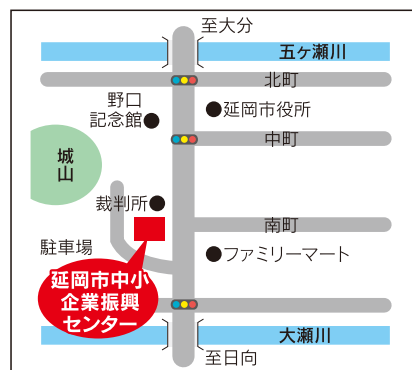 至大分
五ヶ瀬川
北町
野口
記念館
延岡市役所
中町
城
山
裁判所
南町
駐車場
ファミリーマート
延岡市中小
企業振興
センター
大瀬川
至日向